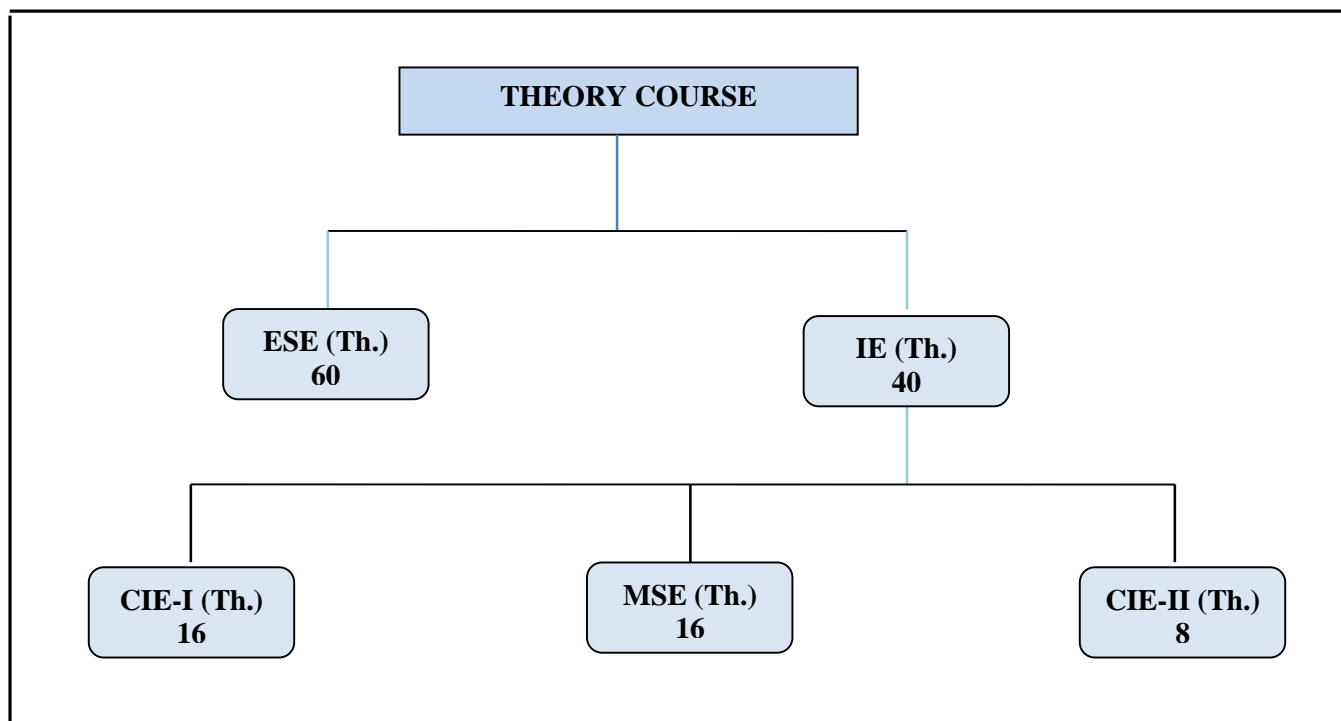 THEORY COURSE
ESE (Th.)
60
IE (Th.)
40
CIE-I (Th.)
16
MSE (Th.)
16
CIE-II (Th.)
8